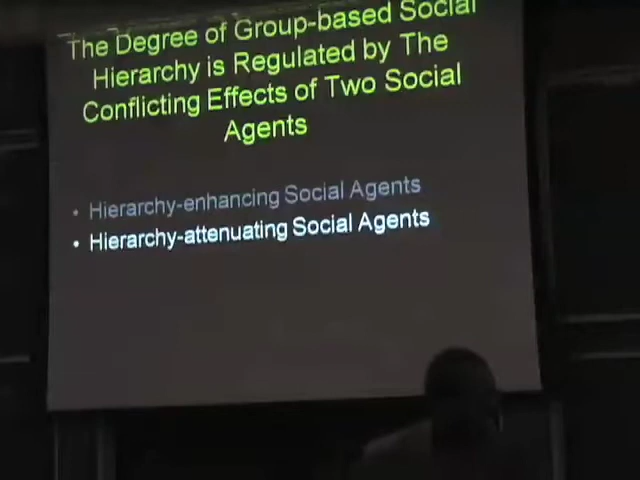 The Degree of Group-based Social
Hierarchy is Regulated by The
Conflicting Effects of Two Social
Agents
• Hierarchy-enhancing Social Agents
• Hierarchy-attenuating Social Agents